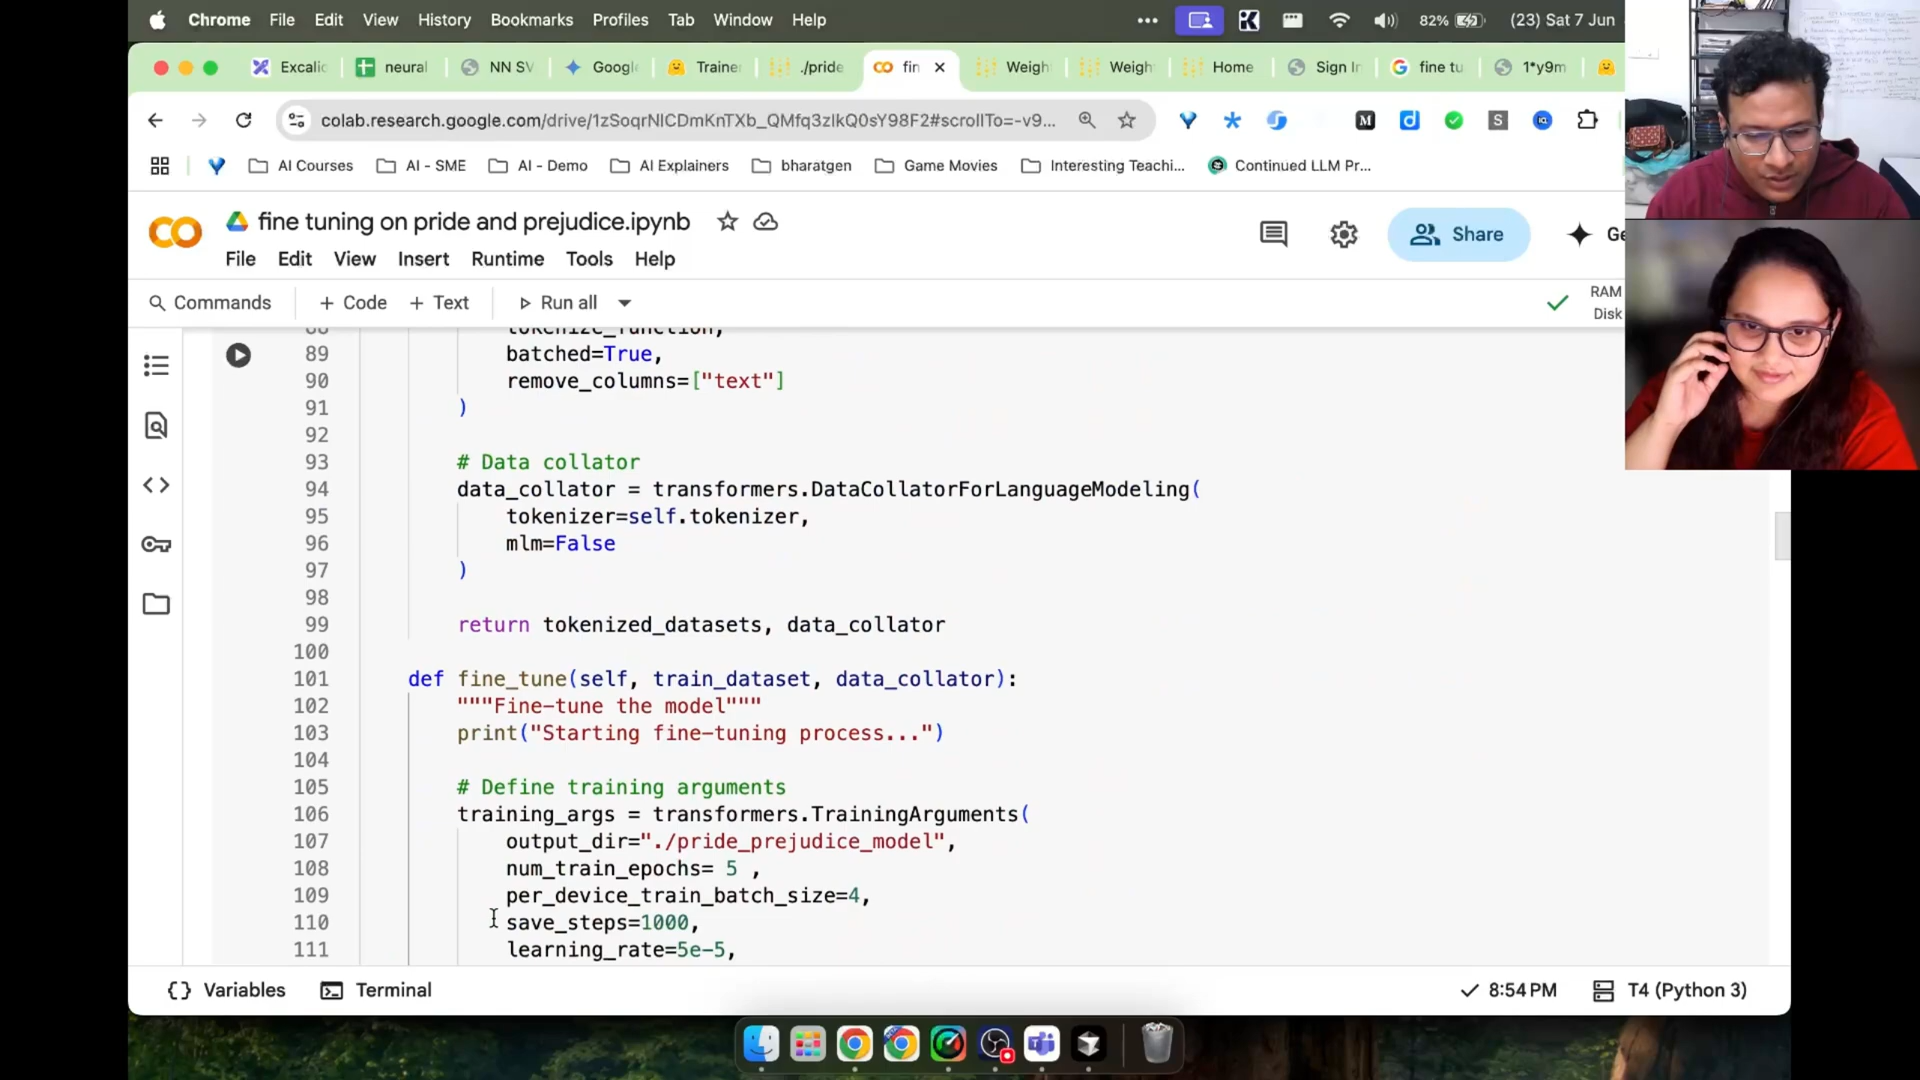 Chrome File Edit View History Bookmarks Profiles Tab Window Help 82% (23) Sat 7 Jun
Excali neural NN SV Google Trainer ./pride fin Weigh Weigh Home Sign In fine tu 1*y9m
colab.research.google.com/drive/1zSoqrNlCDmKnTXb_QMfq3zlkQ0sY98F2#scrollTo=-v9...
AI Courses AI - SME AI - Demo AI Explainers bharatgen Game Movies Interesting Teachi... Continued LLM Pr...
fine tuning on pride and prejudice.ipynb
Share
File Edit View Insert Runtime Tools Help
Commands + Code + Text Run all
RAM
Disk
tokenize_function,
89 batched=True,
90 remove_columns=["text"]
91 )
92
93 # Data collator
94 data_collator = transformers.DataCollatorForLanguageModeling(
95 tokenizer=self.tokenizer,
96 mlm=False
97 )
98
99 return tokenized_datasets, data_collator
100
101 def fine_tune(self, train_dataset, data_collator):
102 """Fine-tune the model"""
103 print("Starting fine-tuning process...")
104
105 # Define training arguments
106 training_args = transformers.TrainingArguments(
107 output_dir="./pride_prejudice_model",
108 num_train_epochs= 5 ,
109 per_device_train_batch_size=4,
110 save_steps=1000,
111 learning_rate=5e-5,
{} Variables Terminal 8:54 PM T4 (Python 3)